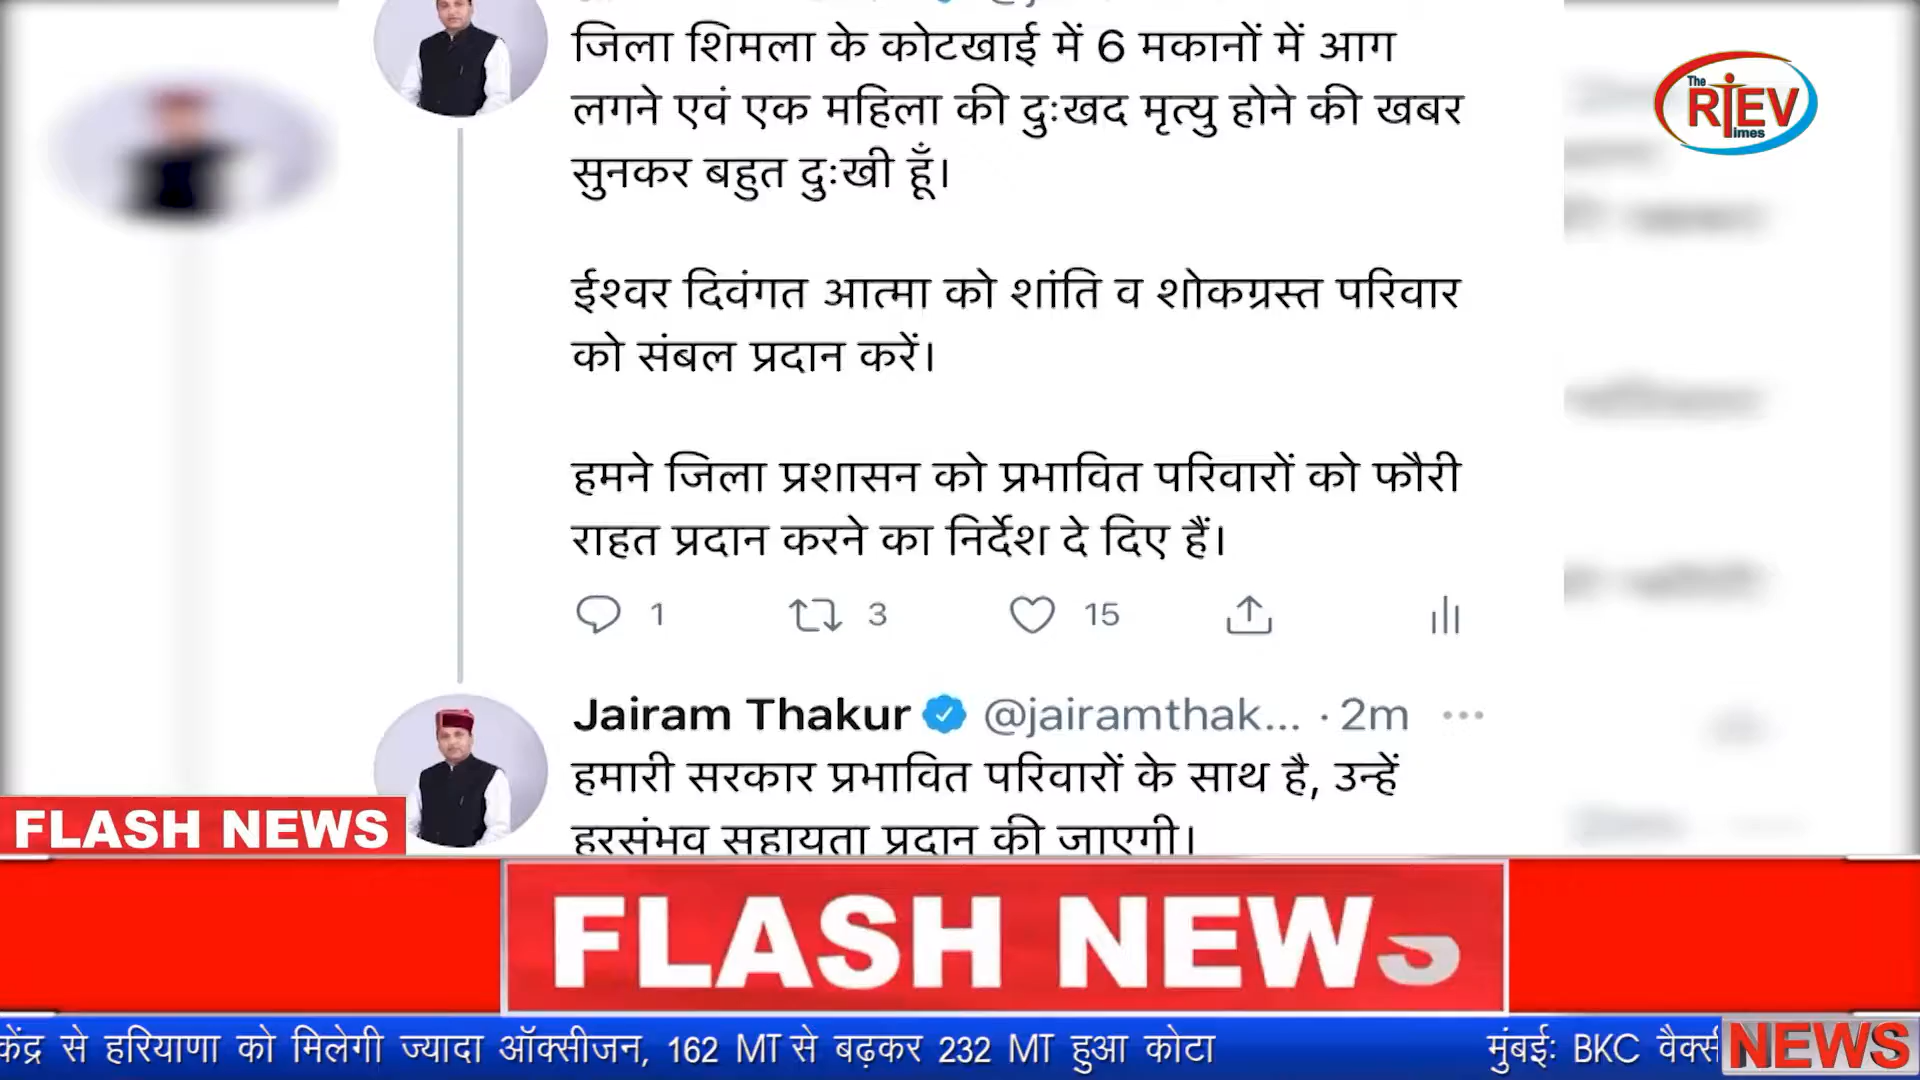 जिला शिमला के कोटखाई में 6 मकानों में आग
लगने एवं एक महिला की दुःखद मृत्यु होने की खबर
सुनकर बहुत दुःखी हूँ।
ईश्वर दिवंगत आत्मा को शांति व शोकग्रस्त परिवार
को संबल प्रदान करें।
हमने जिला प्रशासन को प्रभावित परिवारों को फौरी
राहत प्रदान करने का निर्देश दे दिए हैं।
1 3 15
Jairam Thakur @jairamthak... · 2m ...
हमारी सरकार प्रभावित परिवारों के साथ है, उन्हें
हरसंभव सहायता प्रदान की जाएगी।
The
RIEV
Times
FLASH NEWS
FLASH NEW
केंद्र से हरियाणा को मिलेगी ज्यादा ऑक्सीजन, 162 MT से बढ़कर 232 MT हुआ कोटा मुंबईः BKC
NEWS